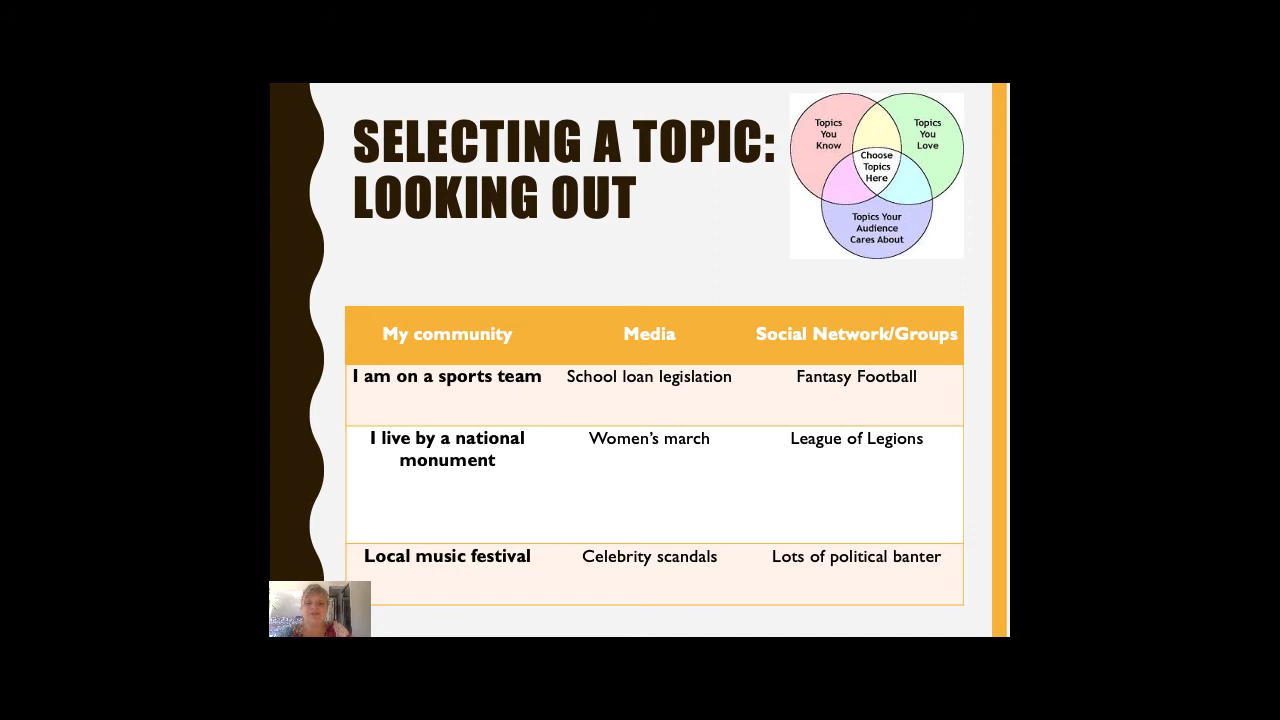 SELECTING A TOPIC:
LOOKING OUT
Topics
You
Know
Topics
You
Love
Choose
Topics
Here
Topics Your
Audience
Cares About
My community
Media
Social Network/Groups
I am on a sports team
School loan legislation
Fantasy Football
I live by a national
monument
Women’s march
League of Legions
Local music festival
Celebrity scandals
Lots of political banter